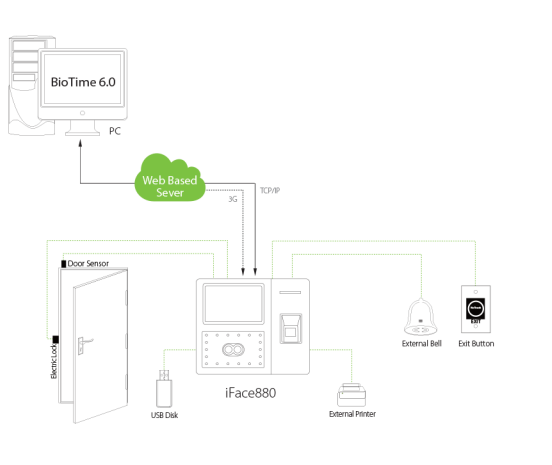 BioTime 6.0
PC
Web Based
Sever
3G
TCP/IP
Door Sensor
Electric Lock
EXIT
External Bell
Exit Button
USB Disk
iFace880
External Printer